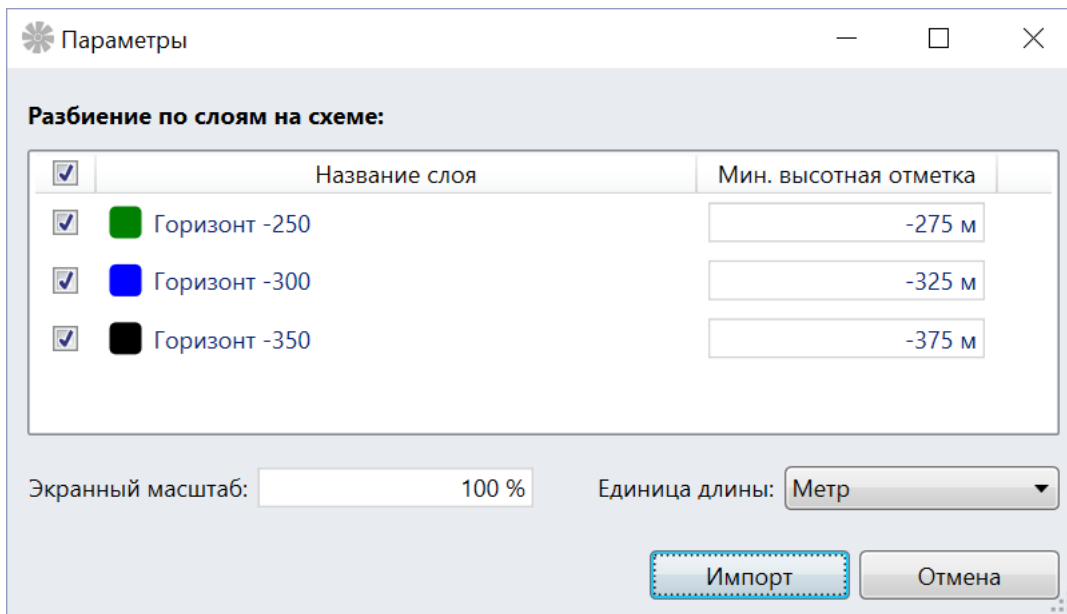 Параметры
Разбиение по слоям на схеме:
Название слоя Мин. высотная отметка
Горизонт -250 -275 м
Горизонт -300 -325 м
Горизонт -350 -375 м
Экранный масштаб: 100 % Единица длины: Метр
Импорт Отмена